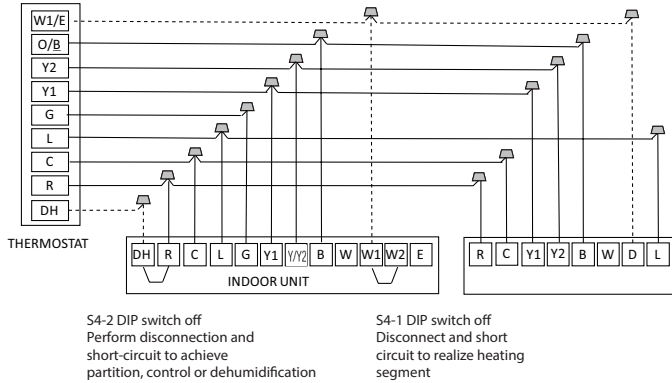 W1/E
O/B
Y2
Y1
G
L
C
R
DH
THERMOSTAT
DH R C L G Y1 Y/Y2 B W W1 W2 E
INDOOR UNIT
R C Y1 Y2 B W D L
S4-2 DIP switch off
Perform disconnection and
short-circuit to achieve
partition, control or dehumidification
S4-1 DIP switch off
Disconnect and short
circuit to realize heating
segment